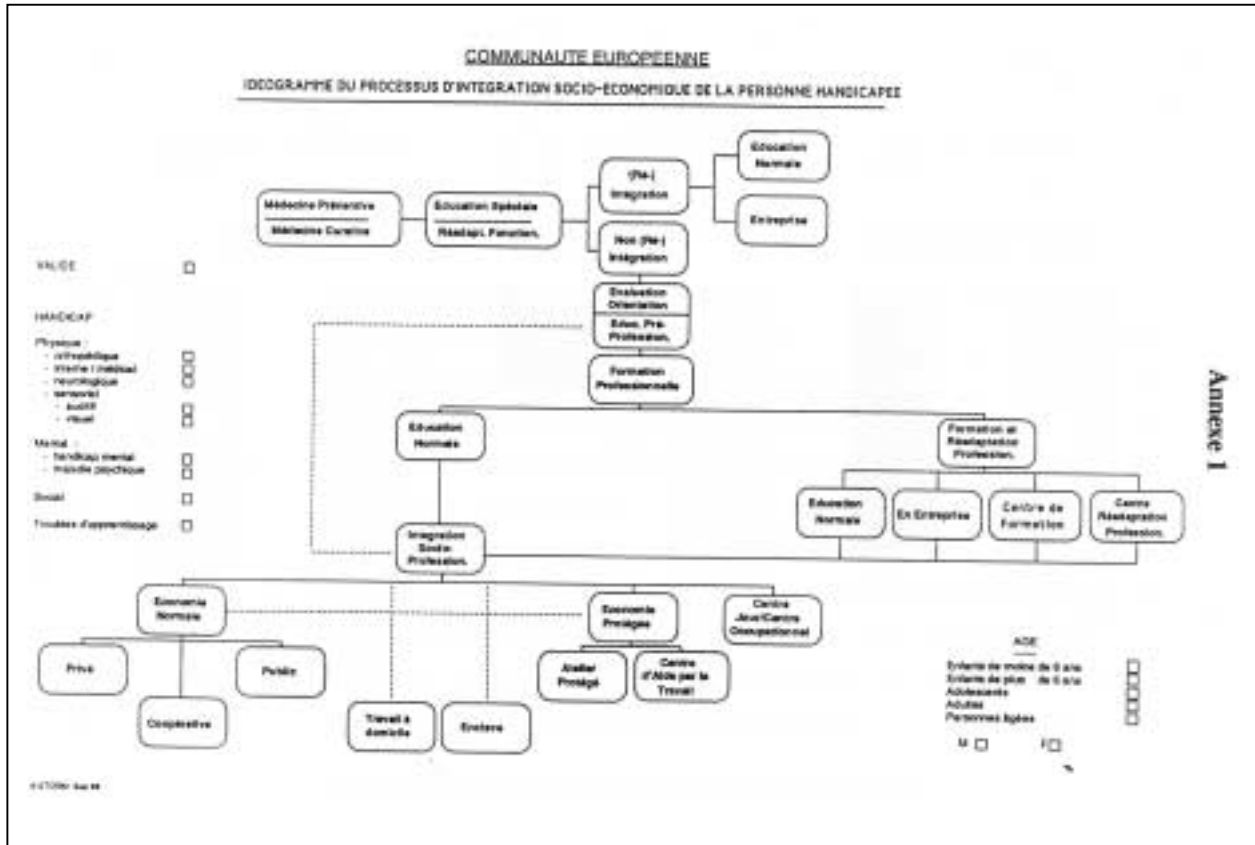 COMMUNAUTE EUROPEENNE
IDEOGRAMME DU PROCESSUS D'INTEGRATION SOCIO-ECONOMIQUE DE LA PERSONNE HANDICAPEE
Education
Normale
(Ré-)
Intégration
Entreprise
Médecine Préventive
Médecine Curative
Education Spéciale
Réadapt. Fonction.
Non (Ré-)
Intégration
Evaluation
Orientation
Educ. Pré-
Profession.
Formation
Professionnelle
Education
Normale
Formation et
Réadaptation
Profession.
Education
Normale
En Entreprise
Centre de
Formation
Centre
Réadaptation
Profession.
Intégration
Socio-
Profession.
Economie
Normale
Economie
Protégée
Centre
Jour/Centre
Occupationnel
Privé
Coopérative
Public
Travail à
domicile
Enclave
Atelier
Protégé
Centre
d'Aide par le
Travail
VALIDE
HANDICAP
Physique :
- orthopédique
- interne / médical
- neurologique
- sensoriel
- auditif
- visuel
Mental :
- handicap mental
- maladie psychique
Social
Troubles d'apprentissage
AGE
Enfants de moins de 6 ans
Enfants de plus de 6 ans
Adolescents
Adultes
Personnes âgées
M
F
Annexe 1